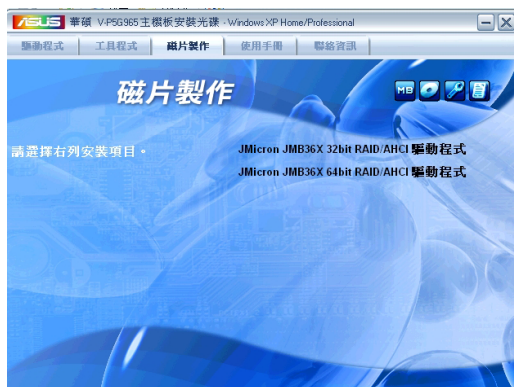 ASUS 華碩 V-P5G965 主機板安裝光碟 - Windows XP Home/Professional
驅動程式 工具程式 磁片製作 使用手冊 聯絡資訊
磁片製作
MB
請選擇右列安裝項目。
JMicron JMB36X 32bit RAID/AHCI 驅動程式
JMicron JMB36X 64bit RAID/AHCI 驅動程式